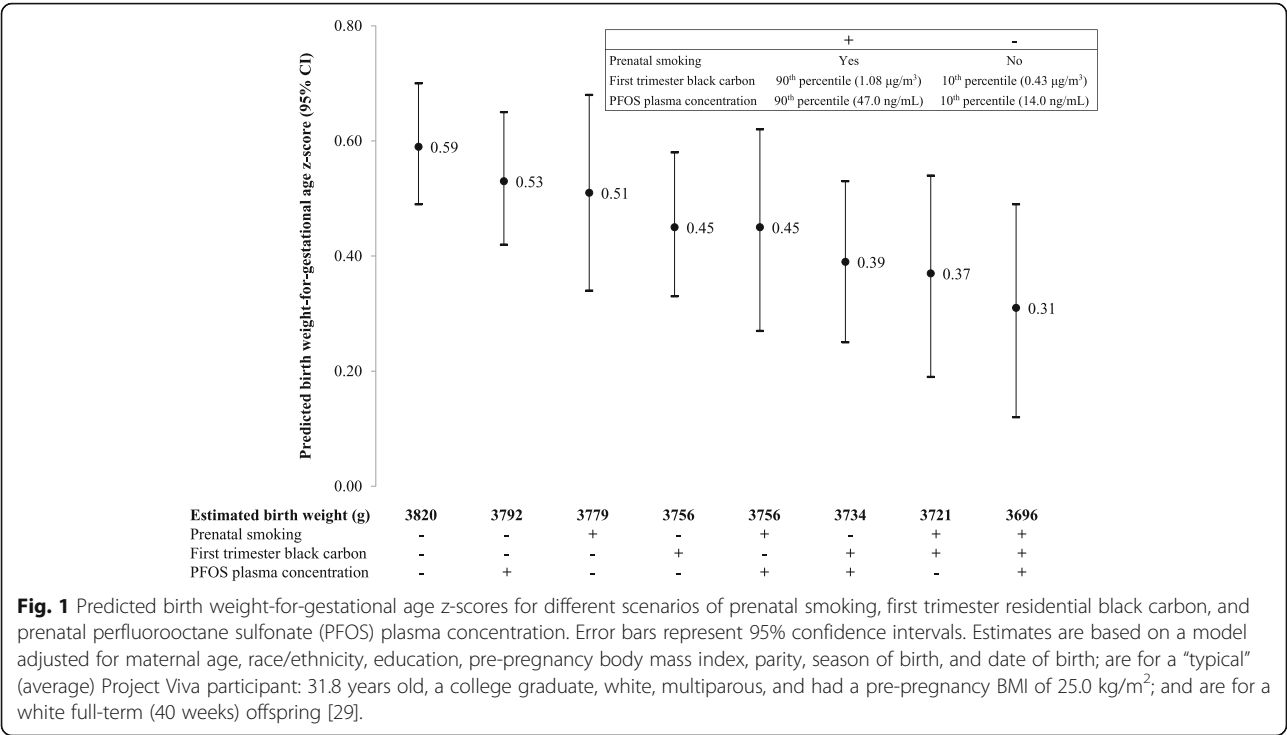 0.80
0.60
0.40
0.20
0.00
Predicted birth weight-for-gestational age z-score (95% CI)
+ -
Prenatal smoking Yes No
First trimester black carbon 90th percentile (1.08 µg/m³) 10th percentile (0.43 µg/m³)
PFOS plasma concentration 90th percentile (47.0 ng/mL) 10th percentile (14.0 ng/mL)
0.59
0.53
0.51
0.45
0.45
0.39
0.37
0.31
Estimated birth weight (g) 3820 3792 3779 3756 3756 3734 3721 3696
Prenatal smoking - - + - + - + +
First trimester black carbon - - - + - + + +
PFOS plasma concentration - + - - + + - +
Fig. 1 Predicted birth weight-for-gestational age z-scores for different scenarios of prenatal smoking, first trimester residential black carbon, and
prenatal perfluorooctane sulfonate (PFOS) plasma concentration. Error bars represent 95% confidence intervals. Estimates are based on a model
adjusted for maternal age, race/ethnicity, education, pre-pregnancy body mass index, parity, season of birth, and date of birth; are for a “typical”
(average) Project Viva participant: 31.8 years old, a college graduate, white, multiparous, and had a pre-pregnancy BMI of 25.0 kg/m²; and are for a
white full-term (40 weeks) offspring [29].